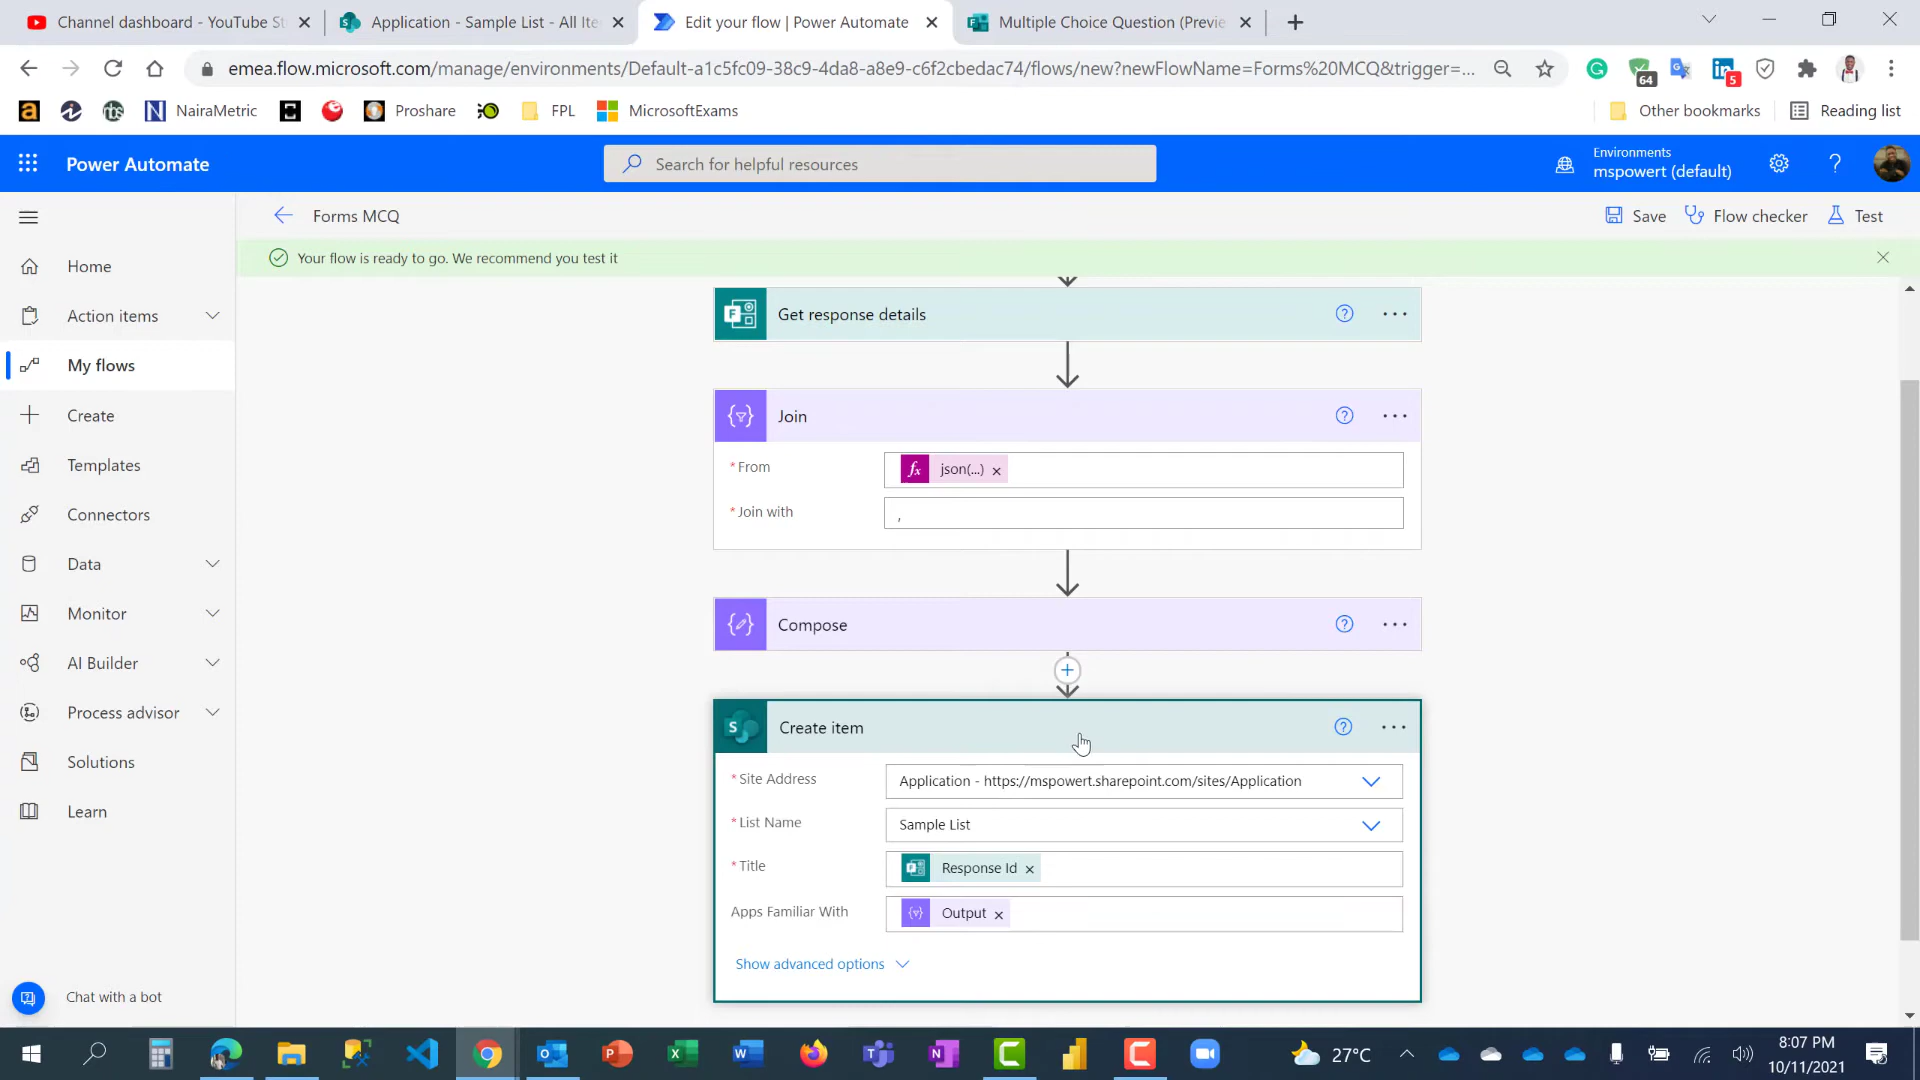 Channel dashboard - YouTube St
Application - Sample List - All Ite
Edit your flow | Power Automate
Multiple Choice Question (Previe
emea.flow.microsoft.com/manage/environments/Default-a1c5fc09-38c9-4da8-a8e9-c6f2cbedac74/flows/new?newFlowName=Forms%20MCQ&trigger=...
64
5
NairaMetric
Proshare
FPL
MicrosoftExams
Other bookmarks
Reading list
Power Automate
Search for helpful resources
Environments
mspowert (default)
Forms MCQ
Save
Flow checker
Test
Your flow is ready to go. We recommend you test it
Home
Action items
My flows
Create
Templates
Connectors
Data
Monitor
AI Builder
Process advisor
Solutions
Learn
Chat with a bot
Get response details
Join
*From
json(...)
*Join with
,
Compose
Create item
*Site Address
Application - https://mspowert.sharepoint.com/sites/Application
*List Name
Sample List
*Title
Response Id
Apps Familiar With
Output
Show advanced options
27°C
8:07 PM
10/11/2021